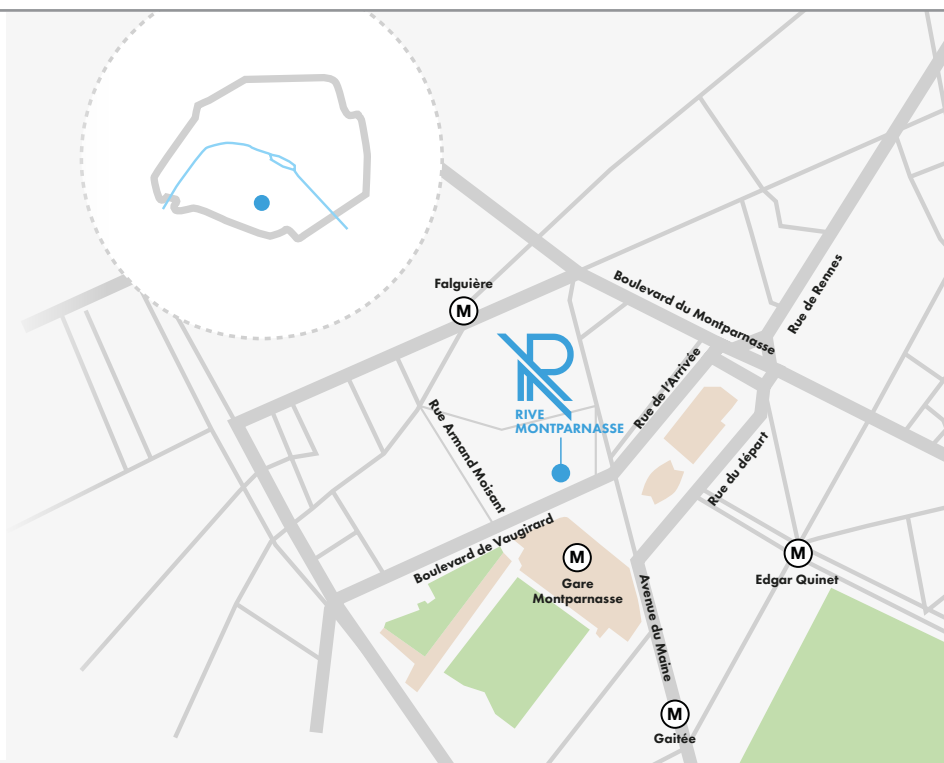 Falguière
M
Boulevard du Montparnasse
Rue de Rennes
RIVE
MONTPARNASSE
Rue de l'Arrivée
Rue Armand Moisant
Rue du départ
Boulevard de Vaugirard
M
Gare
Montparnasse
M
Edgar Quinet
Avenue du Maine
M
Gaitée